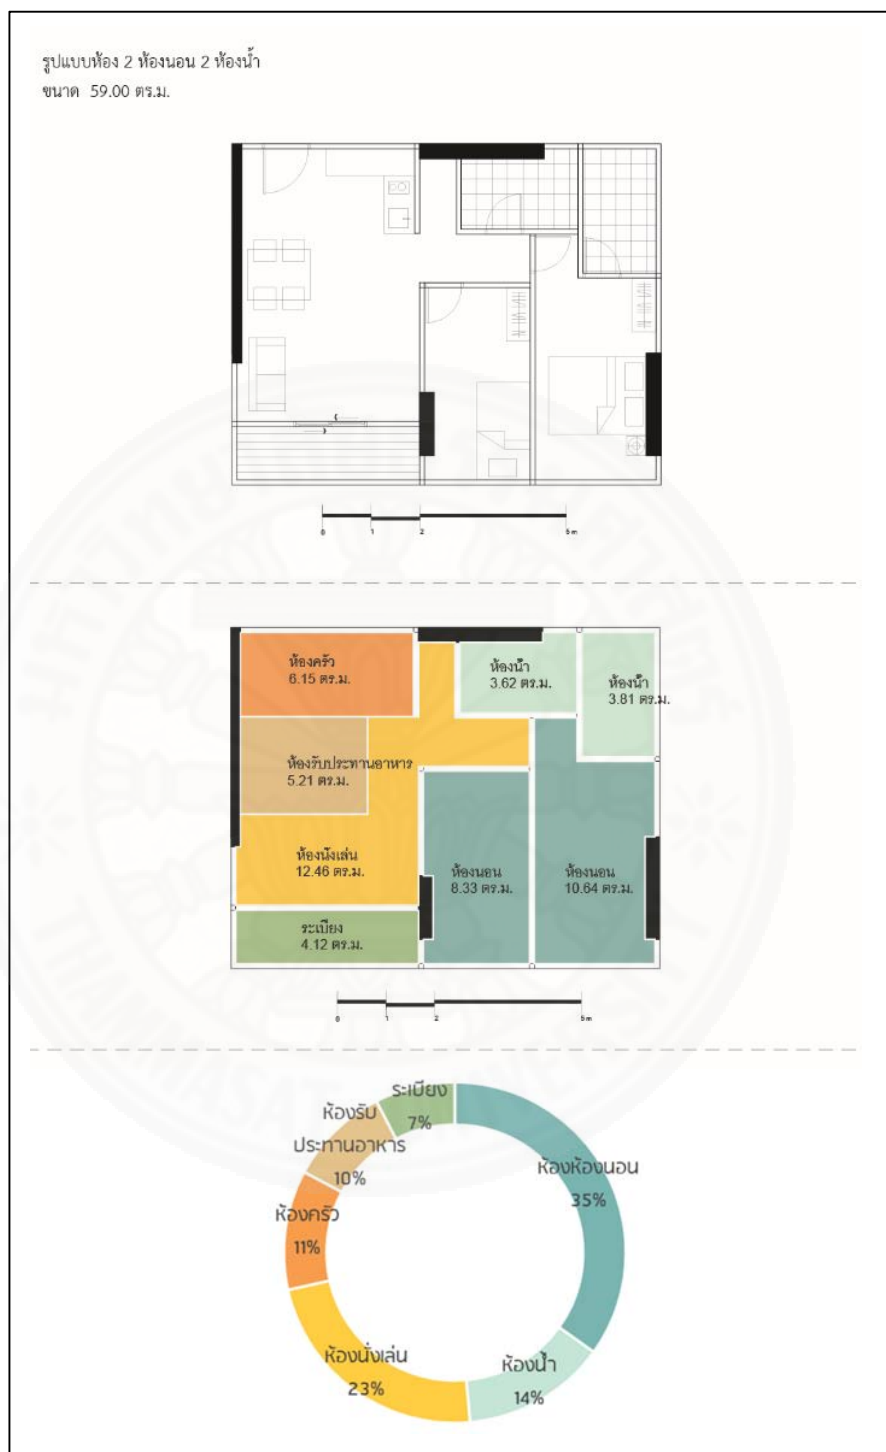 รูปแบบห้อง 2 ห้องนอน 2 ห้องน้ำ
ขนาด 59.00 ตร.ม.
0 1 2 5 m
ห้องครัว
6.15 ตร.ม.
ห้องน้ำ
3.62 ตร.ม.
ห้องน้ำ
3.81 ตร.ม.
ห้องรับประทานอาหาร
5.21 ตร.ม.
ห้องนั่งเล่น
12.46 ตร.ม.
ห้องนอน
8.33 ตร.ม.
ห้องนอน
10.64 ตร.ม.
ระเบียง
4.12 ตร.ม.
0 1 2 5 m
ระเบียง
7%
ห้องรับ
ประทานอาหาร
10%
ห้องห้องนอน
35%
ห้องครัว
11%
ห้องนั่งเล่น
23%
ห้องน้ำ
14%